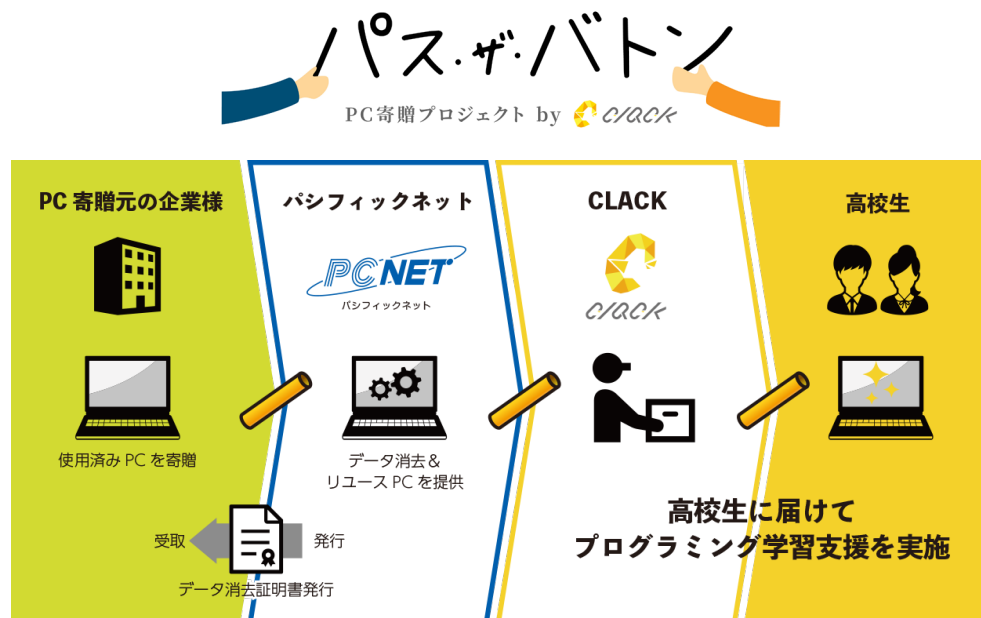 パス・ザ・バトン
PC寄贈プロジェクト by CLACK
PC 寄贈元の企業様
パシフィックネット
CLACK
高校生
PC NET
パシフィックネット
CLACK
使用済み PC を寄贈
データ消去＆
リユース PC を提供
受取
発行
データ消去証明書発行
高校生に届けて
プログラミング学習支援を実施